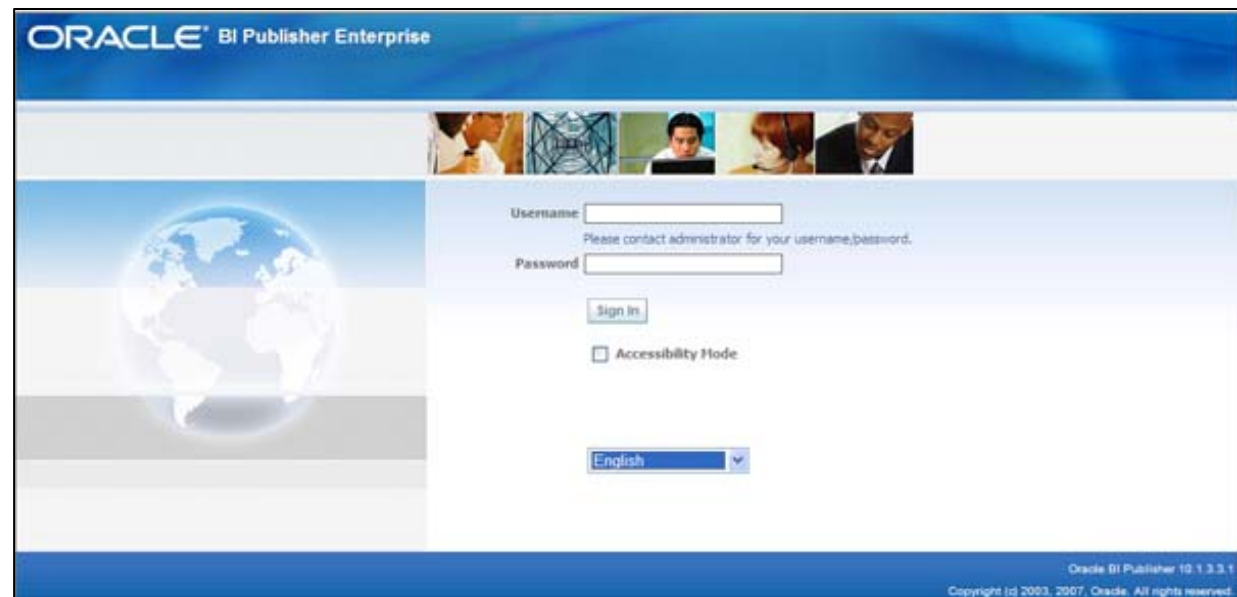 ORACLE® BI Publisher Enterprise
Username
Please contact administrator for your username/password.
Password
Sign In
Accessibility Mode
English
Oracle BI Publisher 10.1.3.3.1
Copyright (c) 2003, 2007, Oracle. All rights reserved.